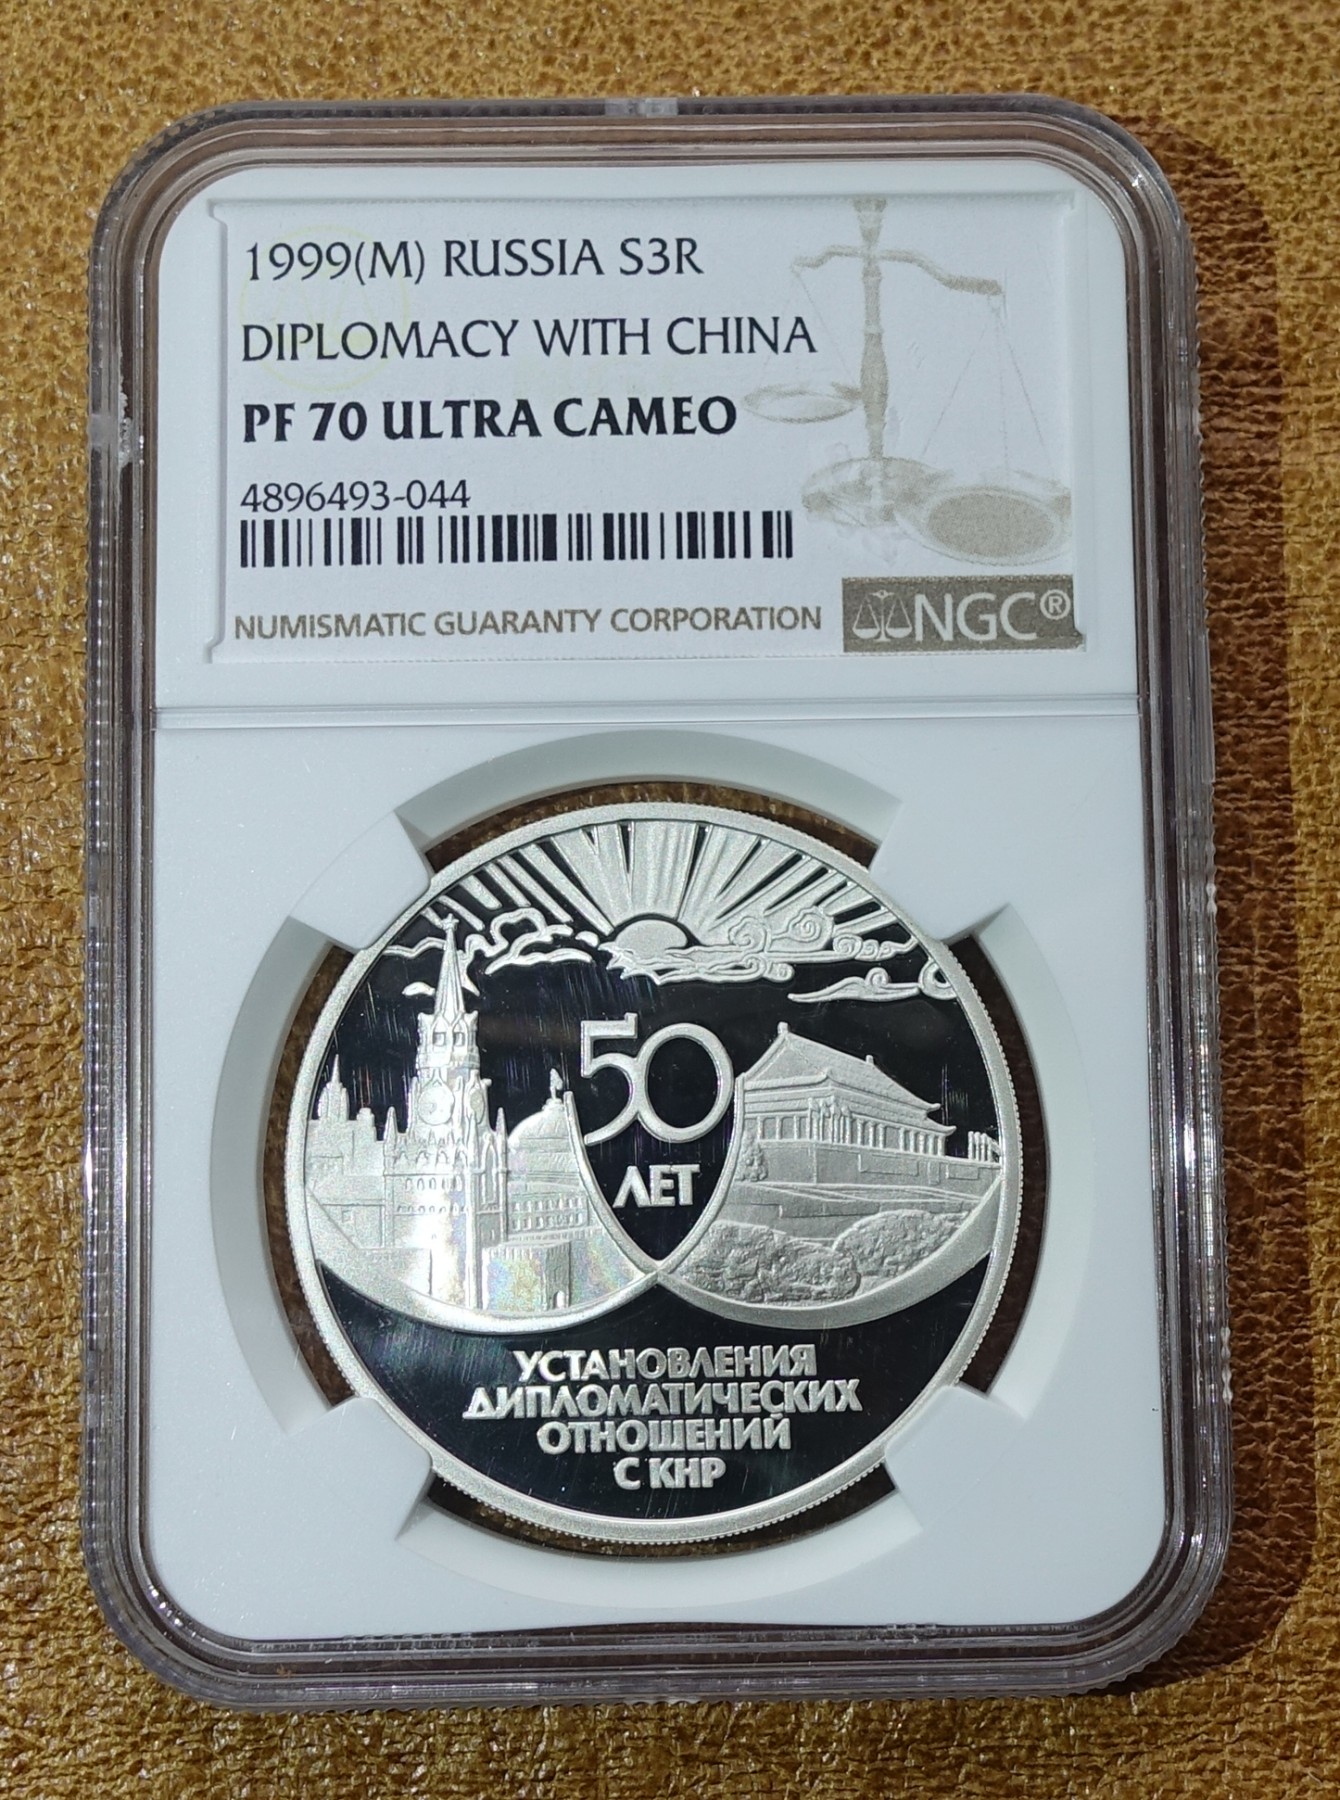 1999(M) RUSSIA S3R
DIPLOMACY WITH CHINA
PF 70 ULTRA CAMEO
4896493-044
NUMISMATIC GUARANTY CORPORATION
NGC®
50
ЛЕТ
УСТАНОВЛЕНИЯ
ДИПЛОМАТИЧЕСКИХ
ОТНОШЕНИЙ
С КНР